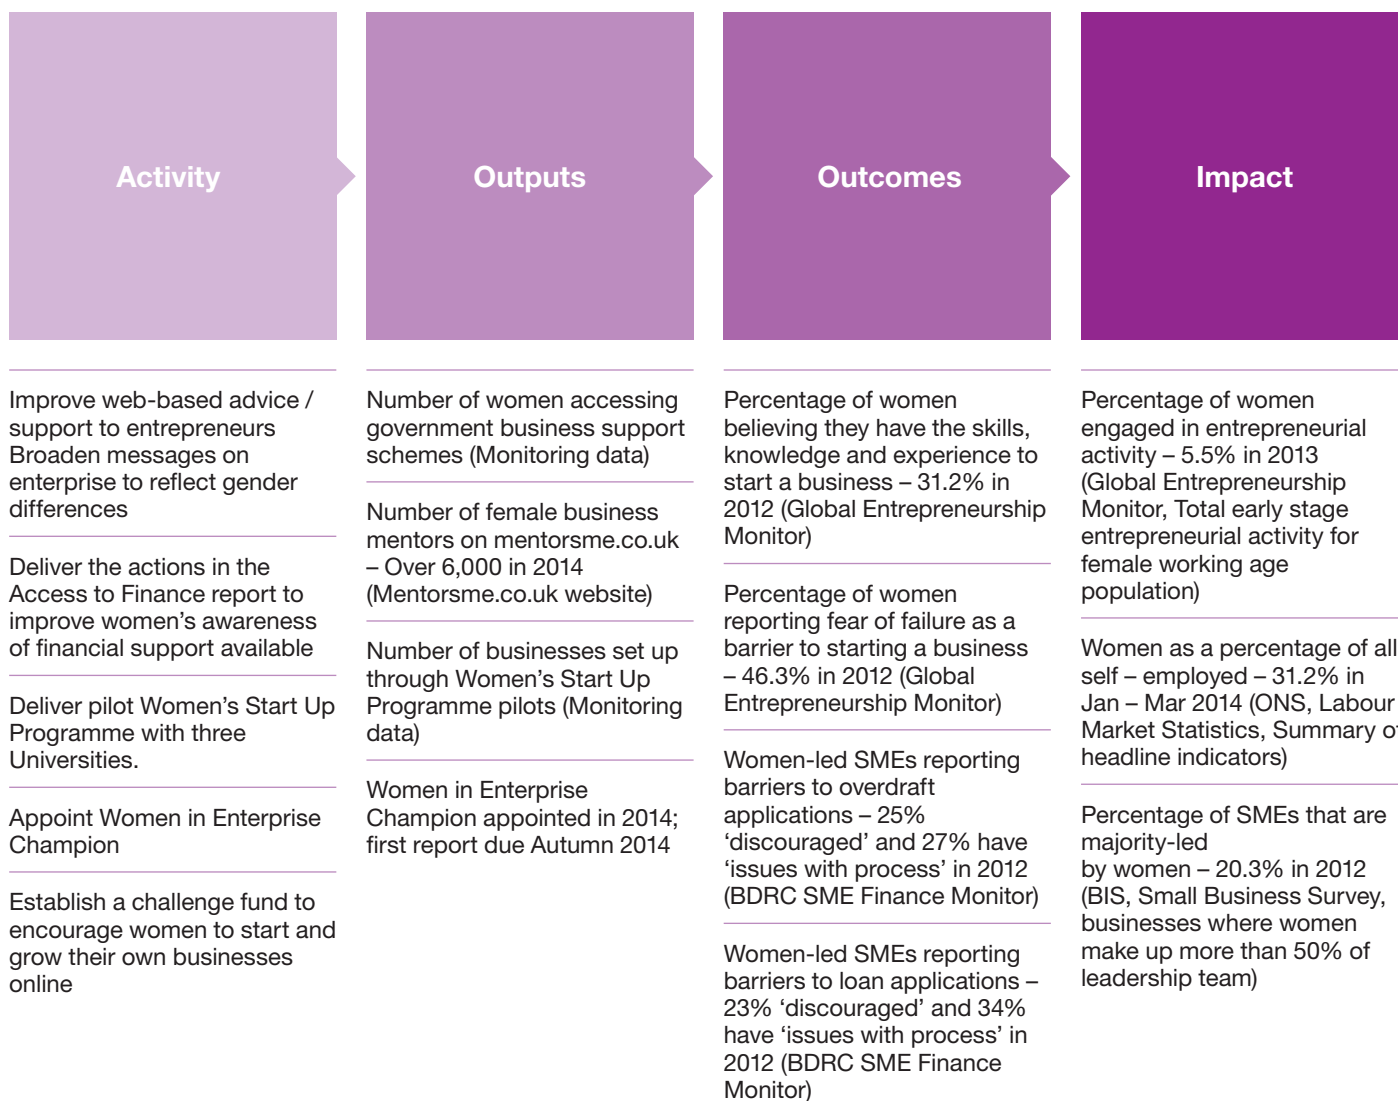 Activity
Outputs
Outcomes
Impact
Improve web-based advice /
support to entrepreneurs
Broaden messages on
enterprise to reflect gender
differences
Deliver the actions in the
Access to Finance report to
improve women’s awareness
of financial support available
Deliver pilot Women’s Start Up
Programme with three
Universities.
Appoint Women in Enterprise
Champion
Establish a challenge fund to
encourage women to start and
grow their own businesses
online
Number of women accessing
government business support
schemes (Monitoring data)
Number of female business
mentors on mentorsme.co.uk
– Over 6,000 in 2014
(Mentorsme.co.uk website)
Number of businesses set up
through Women’s Start Up
Programme pilots (Monitoring
data)
Women in Enterprise
Champion appointed in 2014;
first report due Autumn 2014
Percentage of women
believing they have the skills,
knowledge and experience to
start a business – 31.2% in
2012 (Global Entrepreneurship
Monitor)
Percentage of women
reporting fear of failure as a
barrier to starting a business
– 46.3% in 2012 (Global
Entrepreneurship Monitor)
Women-led SMEs reporting
barriers to overdraft
applications – 25%
‘discouraged’ and 27% have
‘issues with process’ in 2012
(BDRC SME Finance Monitor)
Women-led SMEs reporting
barriers to loan applications –
23% ‘discouraged’ and 34%
have ‘issues with process’ in
2012 (BDRC SME Finance
Monitor)
Percentage of women
engaged in entrepreneurial
activity – 5.5% in 2013
(Global Entrepreneurship
Monitor, Total early stage
entrepreneurial activity for
female working age
population)
Women as a percentage of all
self – employed – 31.2% in
Jan – Mar 2014 (ONS, Labour
Market Statistics, Summary of
headline indicators)
Percentage of SMEs that are
majority-led
by women – 20.3% in 2012
(BIS, Small Business Survey,
businesses where women
make up more than 50% of
leadership team)